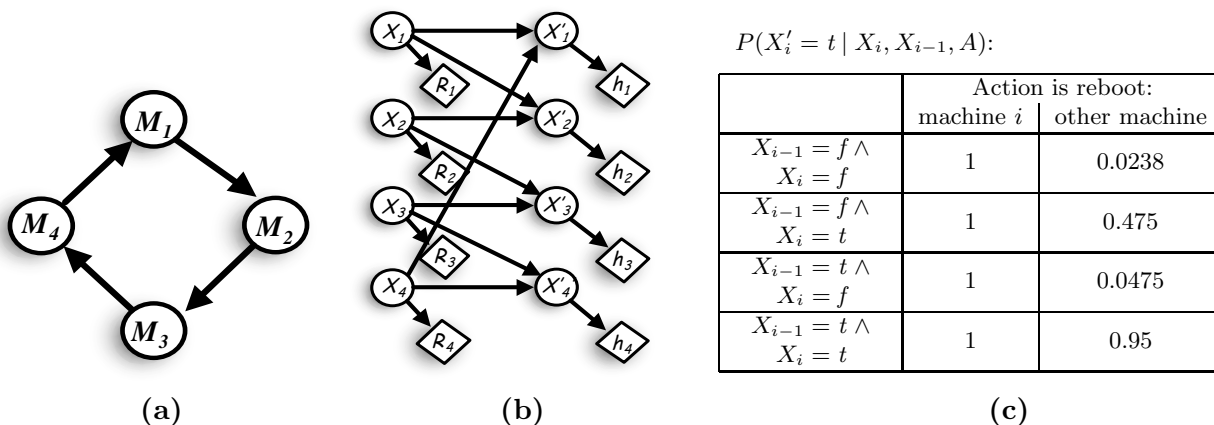 M₁
M₂
M₄
M₃
(a)
X₁
X'₁
R₁
h₁
X₂
X'₂
R₂
h₂
X₃
X'₃
R₃
h₃
X₄
X'₄
R₄
h₄
(b)
P(X′ᵢ = t | Xᵢ, Xᵢ₋₁, A):
Action is reboot:
machine i other machine
Xᵢ₋₁ = f ∧
Xᵢ = f
1 0.0238
Xᵢ₋₁ = f ∧
Xᵢ = t
1 0.475
Xᵢ₋₁ = t ∧
Xᵢ = f
1 0.0475
Xᵢ₋₁ = t ∧
Xᵢ = t
1 0.95
(c)